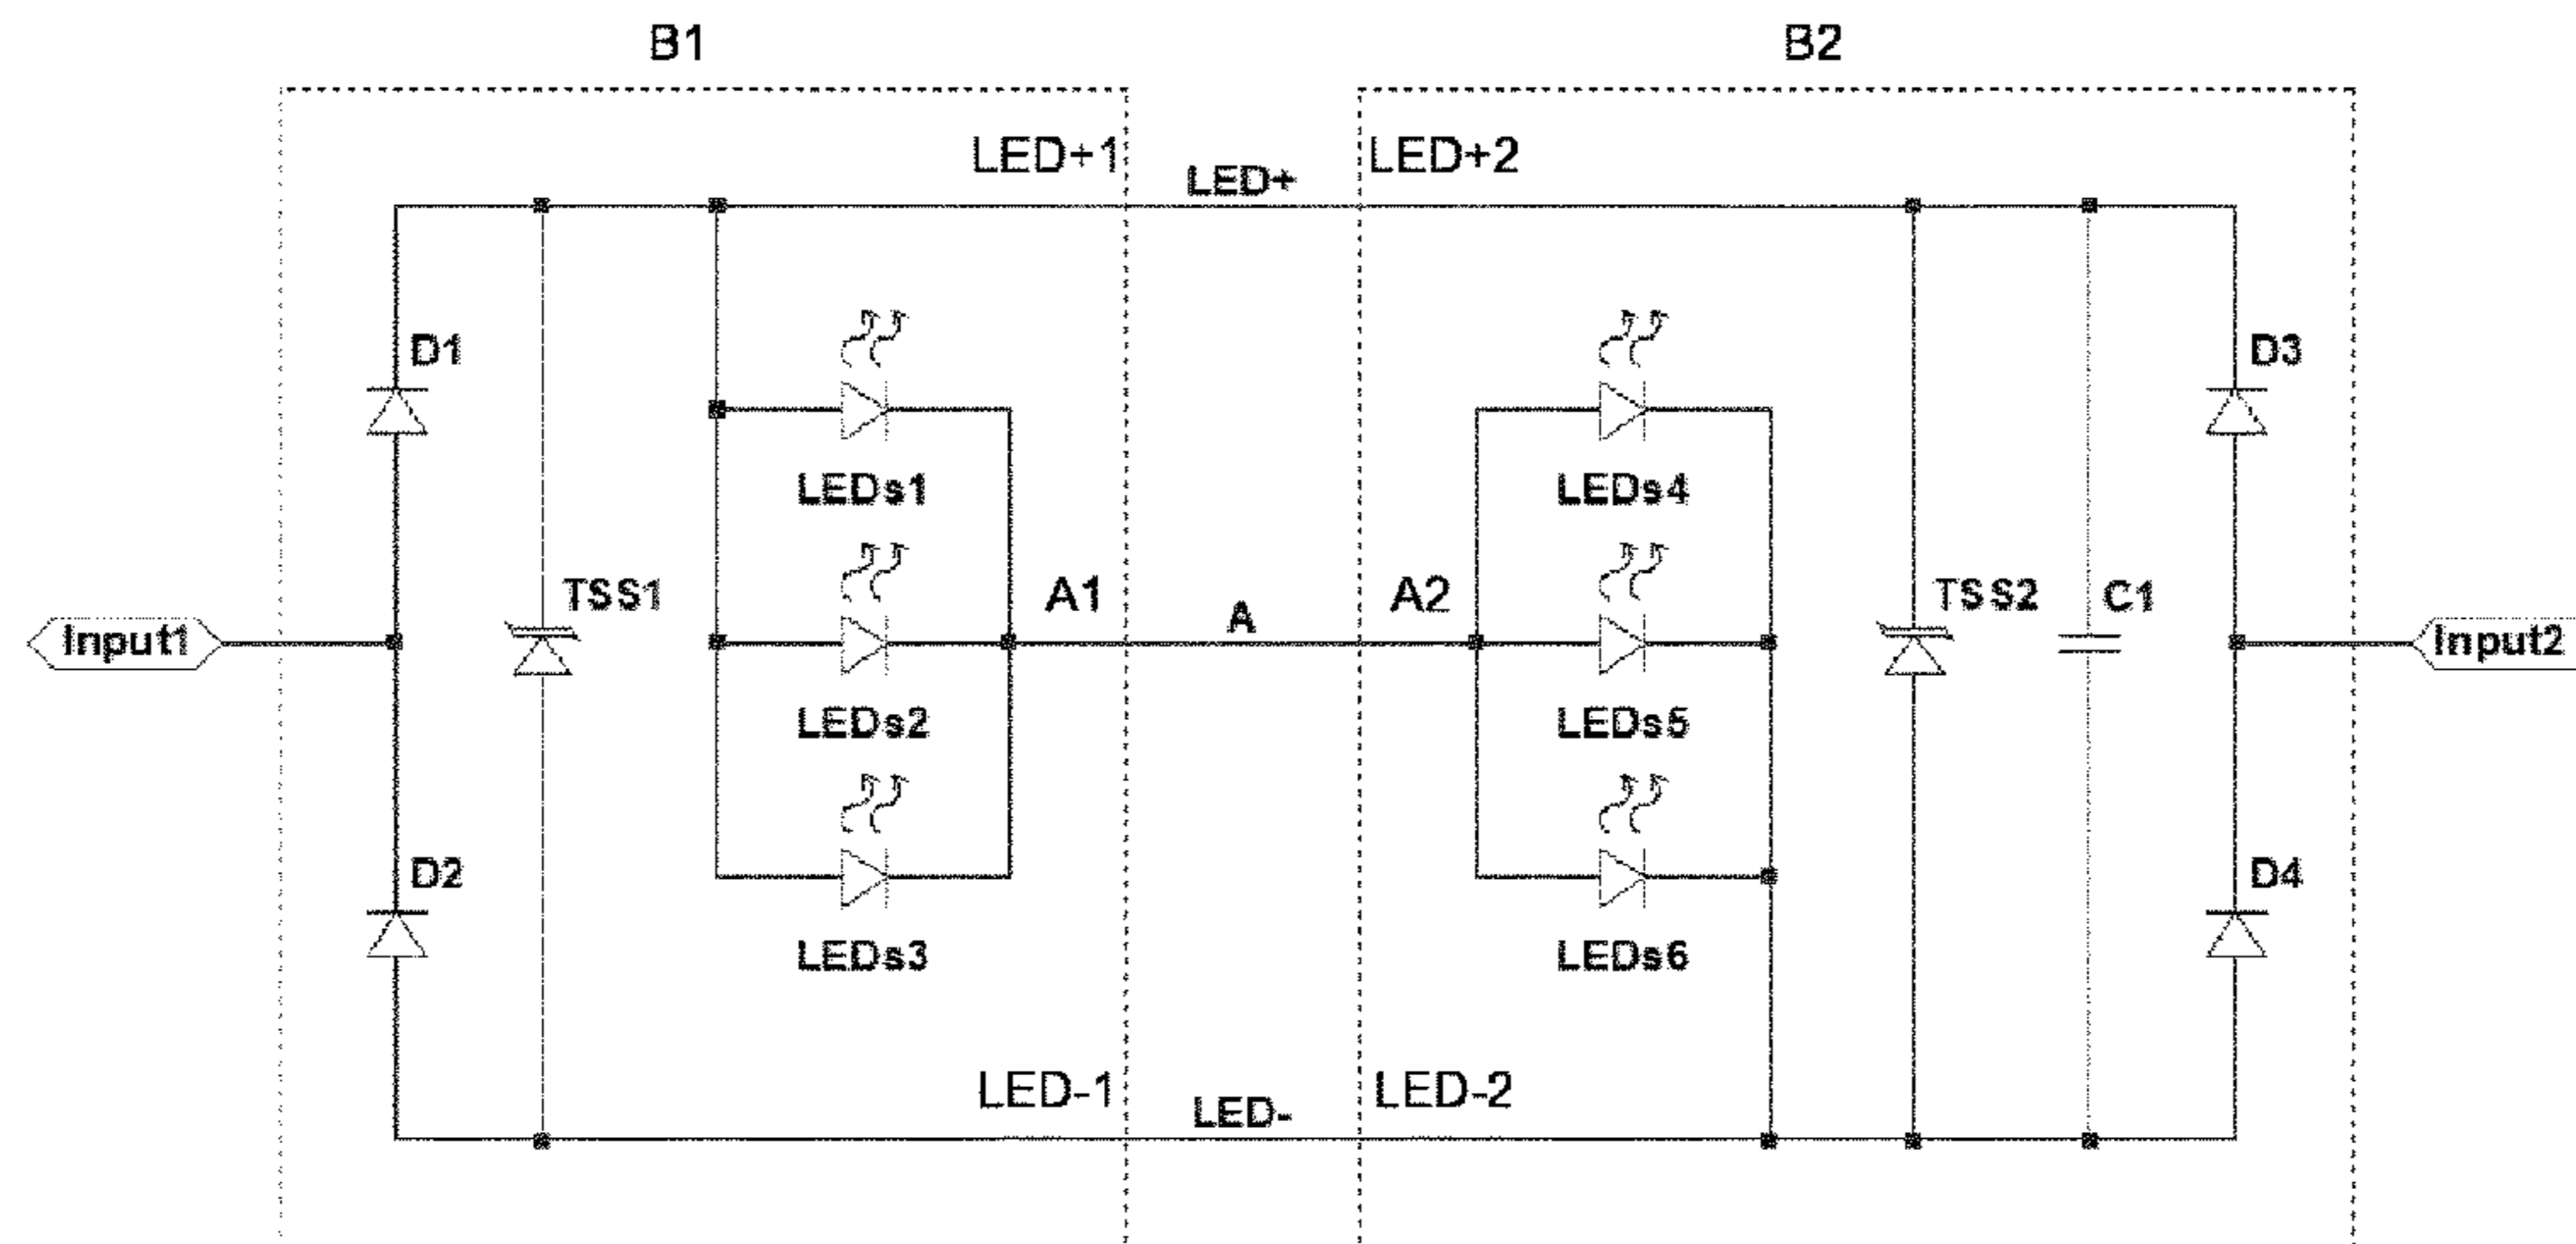 B1 B2
LED+1 LED+ LED+2
D1 D3
LEDs1 LEDs4
Input1 TSS1 A1 A A2 TSS2 C1 Input2
LEDs2 LEDs5
D2 D4
LEDs3 LEDs6
LED-1 LED- LED-2